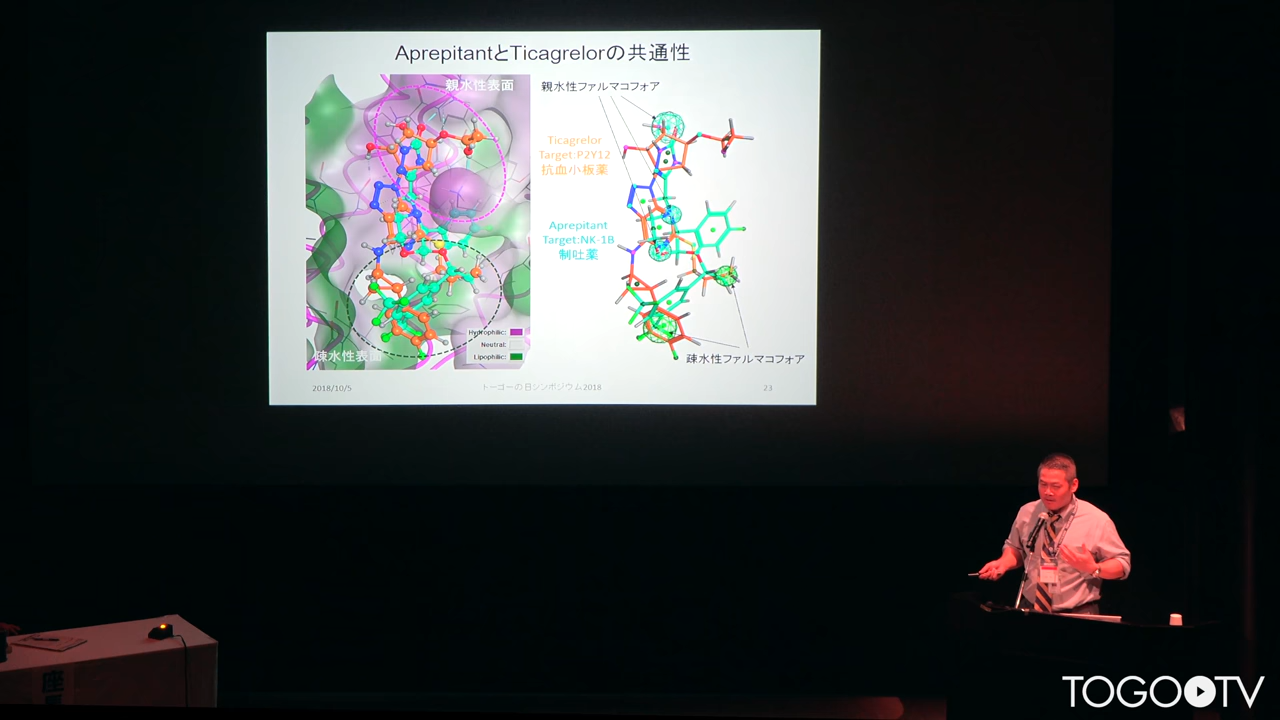 AprepitantとTicagrelorの共通性
親水性表面
親水性ファルマコフォア
Ticagrelor
Target:P2Y12
抗血小板薬
Aprepitant
Target:NK-1B
制吐薬
Hydrophilic:
Neutral:
Lipophilic:
疎水性表面
疎水性ファルマコフォア
2018/10/5
トーゴーの日シンポジウム2018
23
座
TOGO TV